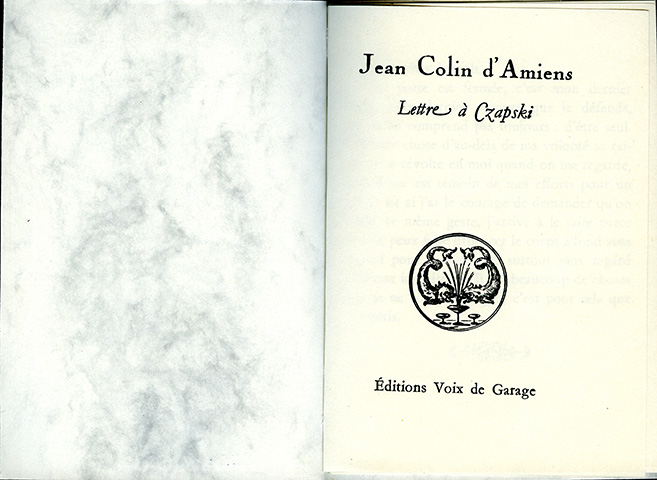 Jean Colin d'Amiens
Lettre à Czapski
Éditions Voix de Garage